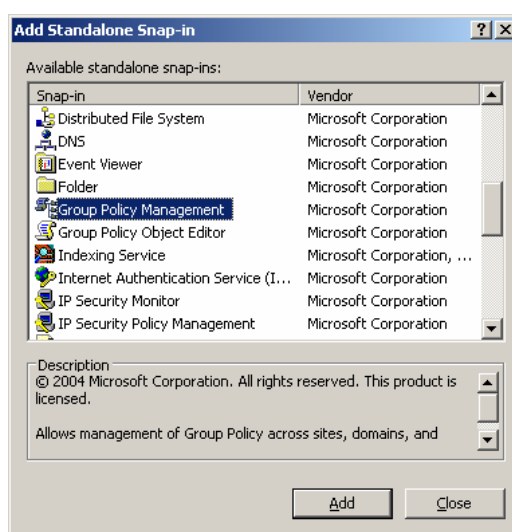 Add Standalone Snap-in
Available standalone snap-ins:
Snap-in Vendor
Distributed File System Microsoft Corporation
DNS Microsoft Corporation
Event Viewer Microsoft Corporation
Folder Microsoft Corporation
Group Policy Management Microsoft Corporation
Group Policy Object Editor Microsoft Corporation
Indexing Service Microsoft Corporation, ...
Internet Authentication Service (I... Microsoft Corporation
IP Security Monitor Microsoft Corporation
IP Security Policy Management Microsoft Corporation
Description
© 2004 Microsoft Corporation. All rights reserved. This product is
licensed.
Allows management of Group Policy across sites, domains, and
Add Close